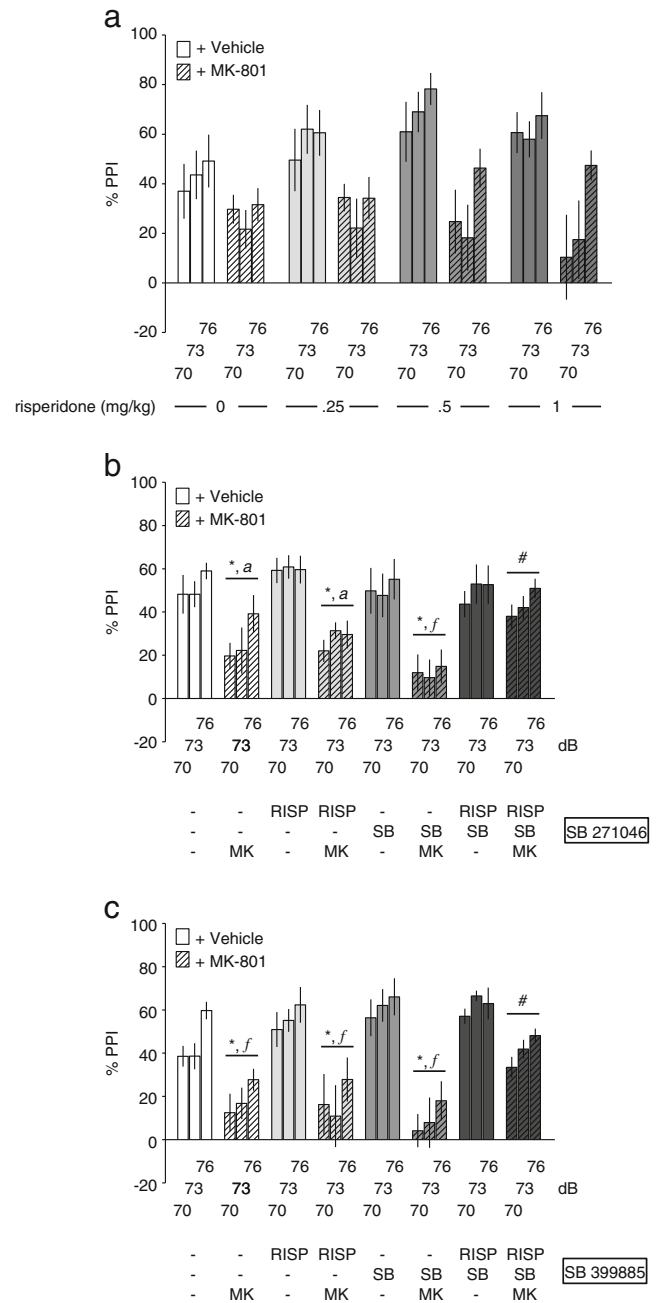 a
+ Vehicle
+ MK-801
100
80
60
40
20
0
-20
% PPI
76 76 76 76 76 76 76 76
73 73 73 73 73 73 73 73
70 70 70 70 70 70 70 70
risperidone (mg/kg) 0 .25 .5 1
b
+ Vehicle
+ MK-801
100
80
60
40
20
0
-20
% PPI
*, a
*, a
*, f
#
76 76 76 76 76 76 76 76
73 73 73 73 73 73 73 73 dB
70 70 70 70 70 70 70 70
- - RISP RISP - - RISP RISP
- - - - SB SB SB SB
- MK - MK - MK - MK
SB 271046
c
+ Vehicle
+ MK-801
100
80
60
40
20
0
-20
% PPI
*, f
*, f
*, f
#
76 76 76 76 76 76 76 76
73 73 73 73 73 73 73 73 dB
70 70 70 70 70 70 70 70
- - RISP RISP - - RISP RISP
- - - - SB SB SB SB
- MK - MK - MK - MK
SB 399885